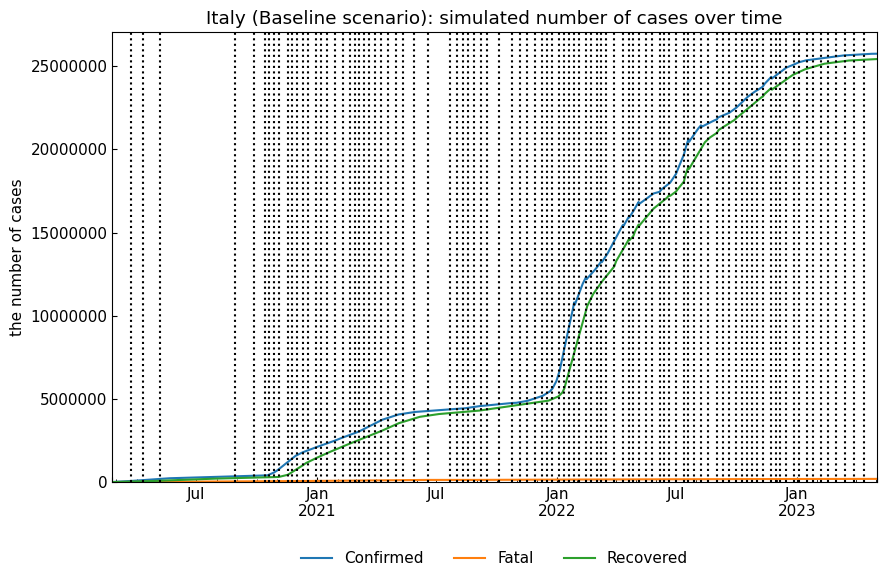 Italy (Baseline scenario): simulated number of cases over time
the number of cases
25000000
20000000
15000000
10000000
5000000
0
Jul
Jan
2021
Jul
Jan
2022
Jul
Jan
2023
Confirmed
Fatal
Recovered